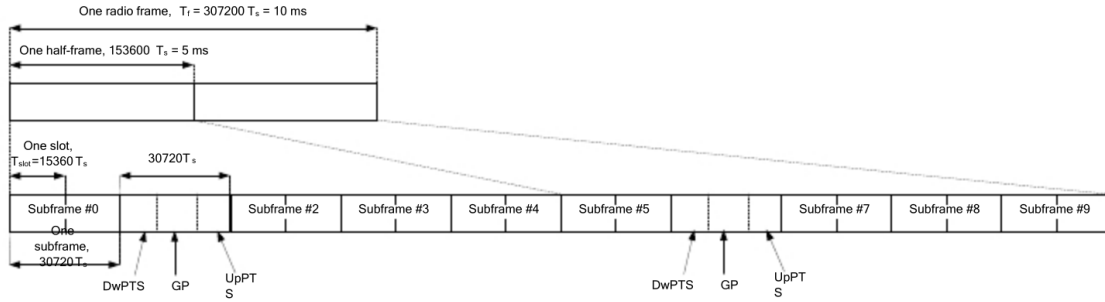 One radio frame, Tf = 307200 Ts = 10 ms
One half-frame, 153600 Ts = 5 ms
One slot,
Tslot=15360 Ts
30720Ts
Subframe #0
Subframe #2
Subframe #3
Subframe #4
Subframe #5
Subframe #7
Subframe #8
Subframe #9
One
subframe,
30720Ts
DwPTS
GP
UpPT
S
DwPTS
GP
UpPT
S